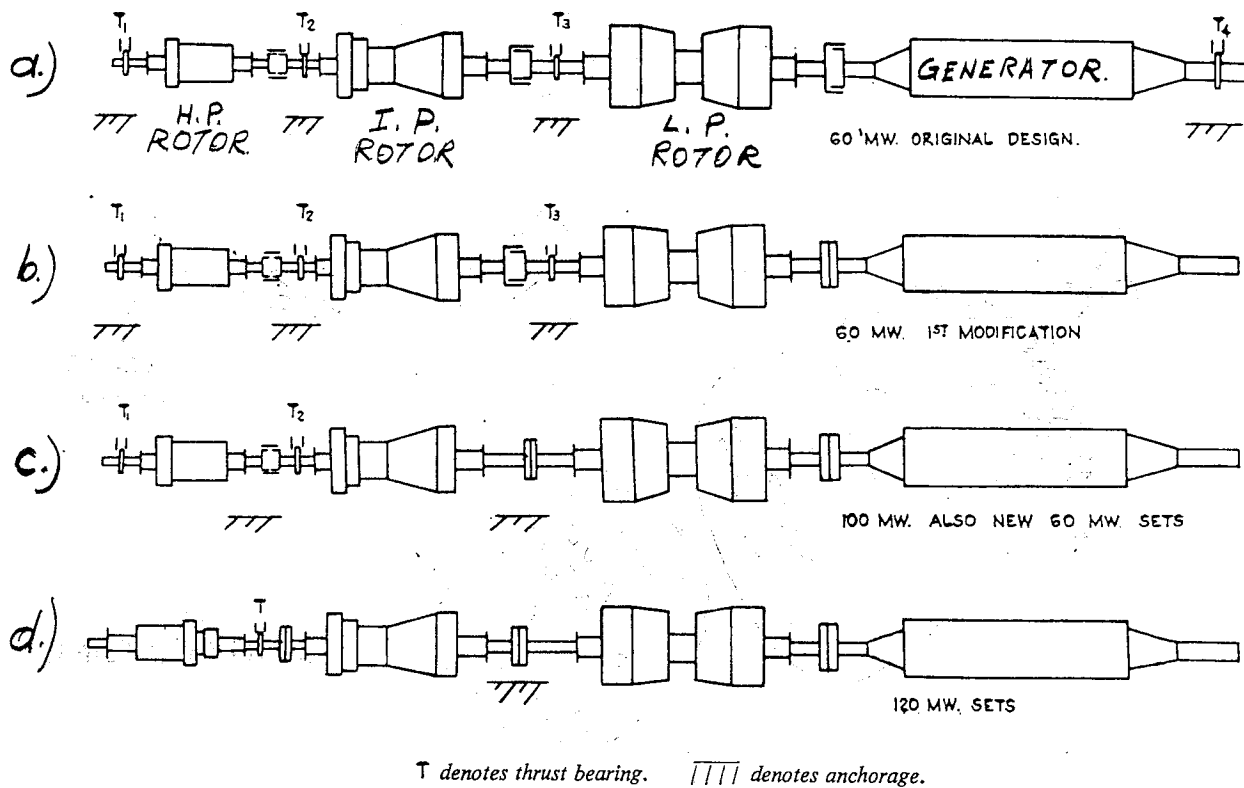 a.)
T1
T2
T3
T4
H.P.
ROTOR.
I.P.
ROTOR
L.P.
ROTOR
GENERATOR.
60 MW. ORIGINAL DESIGN.
b.)
T1
T2
T3
60 MW. 1ST MODIFICATION
c.)
T1
T2
100 MW. ALSO NEW 60 MW. SETS
d.)
T
120 MW. SETS
T denotes thrust bearing. denotes anchorage.